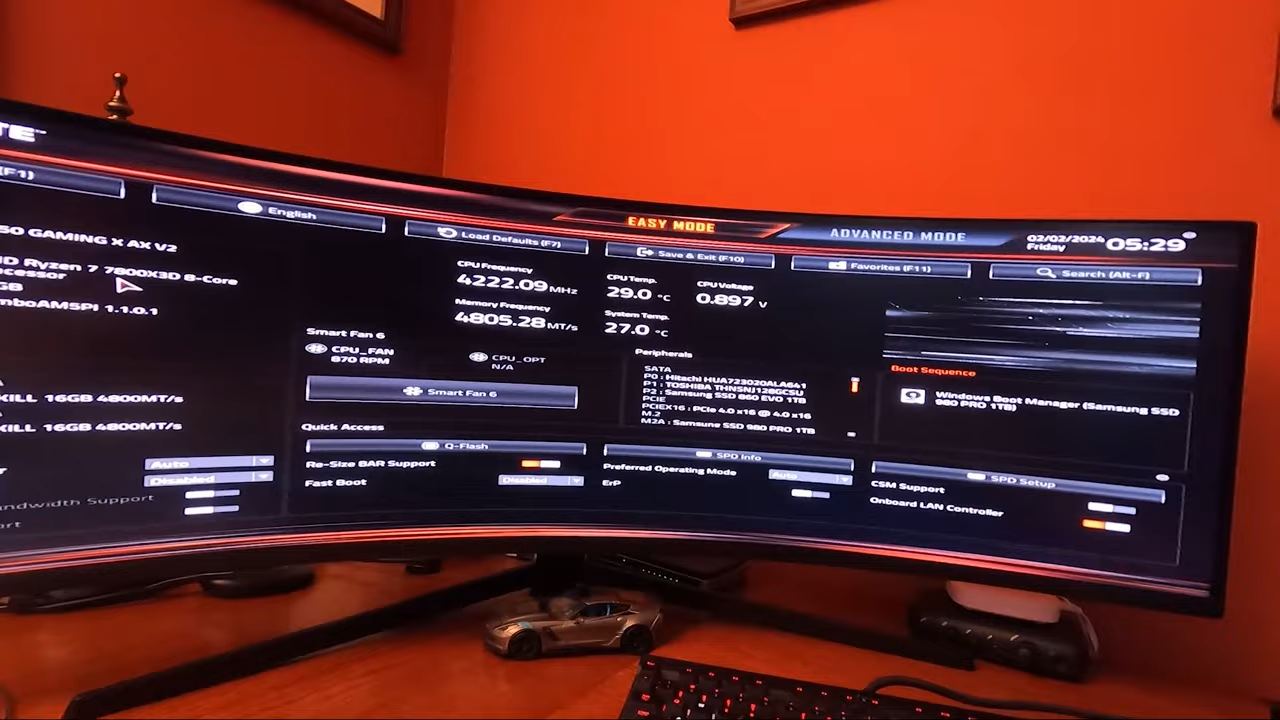 TE™
(F1)
English
Load Defaults (F7)
EASY MODE
Save & Exit (F10)
ADVANCED MODE
Favorites (F11)
02/02/2024
Friday
05:29
Search (Alt-F)
50 GAMING X AX V2
D Ryzen 7 7800X3D 8-Core
ocessor
GB
mboAM5PI 1.1.0.1
CPU Frequency
4222.09 MHz
Memory Frequency
4805.28 MT/s
CPU Temp.
29.0 °C
CPU Voltage
0.897 V
System Temp.
27.0 °C
Smart Fan 6
CPU_FAN
870 RPM
CPU_OPT
N/A
Smart Fan 6
Peripherals
SATA
P0 : Hitachi HUA723020ALA641
P1 : TOSHIBA THNSNJ128GCSU
P2 : Samsung SSD 860 EVO 1TB
PCIE
PCIEX16 : PCIe 4.0 x16 @ 4.0 x16
M.2
M2A : Samsung SSD 980 PRO 1TB
Boot Sequence
Windows Boot Manager (Samsung SSD
980 PRO 1TB)
KILL 16GB 4800MT/s
KILL 16GB 4800MT/s
Auto
Disabled
ndwidth Support
ort
Quick Access
Q-Flash
Re-Size BAR Support
Fast Boot
Disabled
SPD Info
Preferred Operating Mode
Auto
ErP
SPD Setup
CSM Support
Onboard LAN Controller